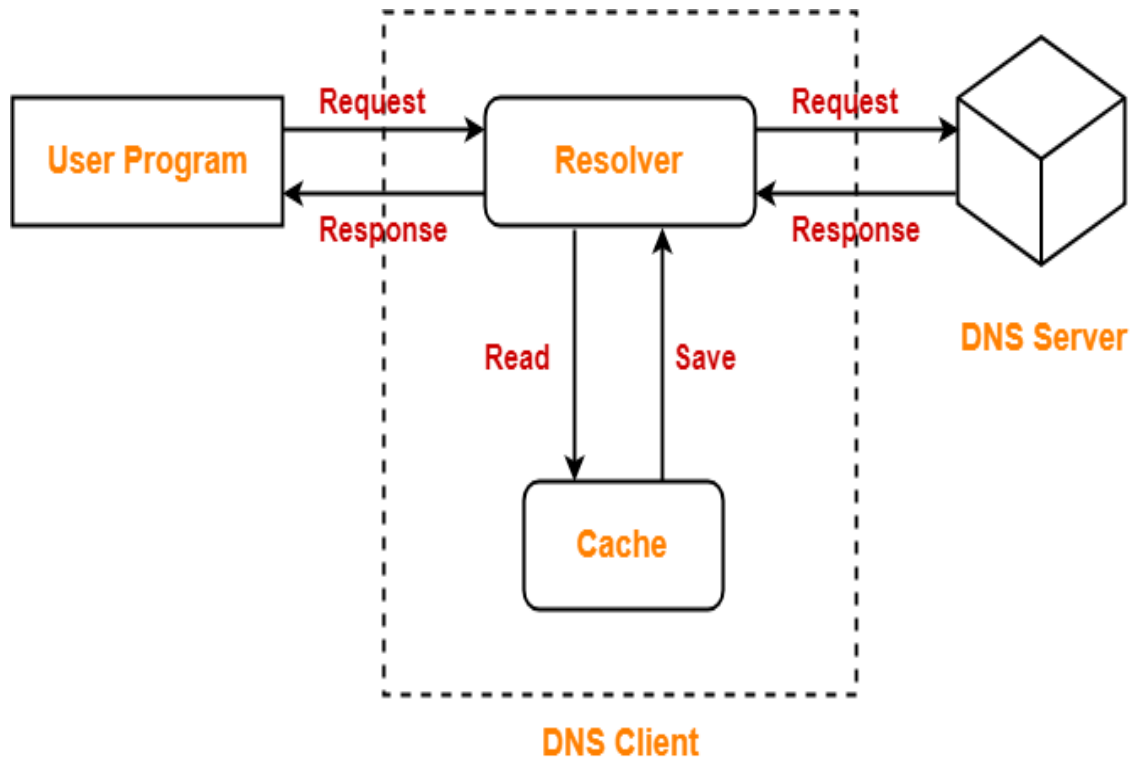 Request
Request
User Program
Resolver
Response
Response
DNS Server
Read
Save
Cache
DNS Client